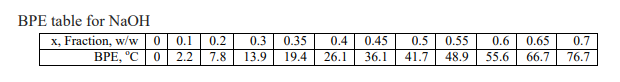 BPE table for NaOH
x, Fraction, w/w 0 0.1 0.2 0.3 0.35 0.4 0.45 0.5 0.55 0.6 0.65 0.7
BPE, °C 0 2.2 7.8 13.9 19.4 26.1 36.1 41.7 48.9 55.6 66.7 76.7